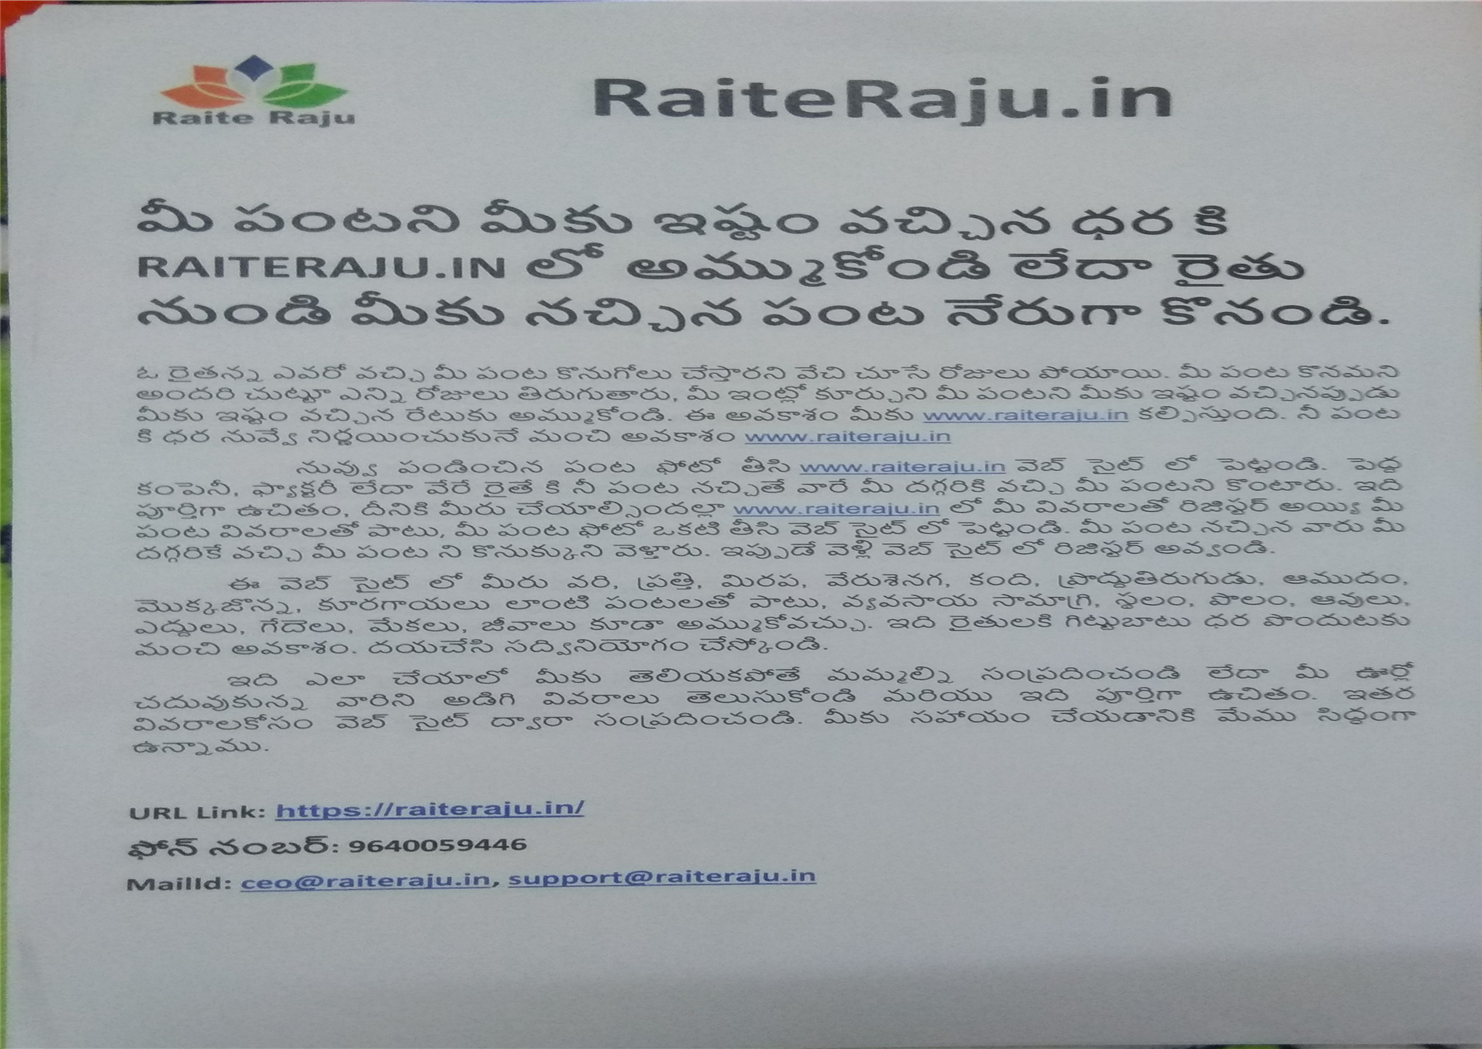 Raite Raju
RaiteRaju.in
మీ పంటని మీకు ఇష్టం వచ్చిన ధర కి
RAITERAJU.IN లో అమ్ముకోండి లేదా రైతు
నుండి మీకు నచ్చిన పంట నేరుగా కొనండి.
ఓ రైతన్న ఎవరో వచ్చి మీ పంట కొనుగోలు చేస్తారని వేచి చూసే రోజులు పోయాయి. మీ పంట కొనమని
అందరి చుట్టూ ఎన్ని రోజులు తిరుగుతారు, మీ ఇంట్లో కూర్చుని మీ పంటని మీకు ఇష్టం వచ్చినప్పుడు
మీకు ఇష్టం వచ్చిన రేటుకు అమ్ముకోండి. ఈ అవకాశం మీకు www.raiteraju.in కల్పిస్తుంది. నీ పంట
కి ధర నువ్వే నిర్ణయించుకునే మంచి అవకాశం www.raiteraju.in
నువ్వు పండించిన పంట ఫోటో తీసి www.raiteraju.in వెబ్ సైట్ లో పెట్టండి. పెద్ద
కంపెనీ, ఫ్యాక్టరీ లేదా వేరే రైతే కి నీ పంట నచ్చితే వారే మీ దగ్గరికి వచ్చి మీ పంటని కొంటారు. ఇది
పూర్తిగా ఉచితం, దీనికి మీరు చేయాల్సిందల్లా www.raiteraju.in లో మీ వివరాలతో రిజిస్టర్ అయ్యి మీ
పంట వివరాలతో పాటు, మీ పంట ఫోటో ఒకటి తీసి వెబ్ సైట్ లో పెట్టండి. మీ పంట నచ్చిన వారు మీ
దగ్గరికే వచ్చి మీ పంట ని కొనుక్కుని వెళ్తారు. ఇప్పుడే వెళ్లి వెబ్ సైట్ లో రిజిస్టర్ అవ్వండి.
ఈ వెబ్ సైట్ లో మీరు వరి, ప్రత్తి, మిరప, వేరుశెనగ, కంది, ప్రొద్దుతిరుగుడు, ఆముదం,
మొక్కజొన్న, కూరగాయలు లాంటి పంటలతో పాటు, వ్యవసాయ సామాగ్రి, స్థలం, పొలం, ఆవులు,
ఎద్దులు, గేదెలు, మేకలు, జీవాలు కూడా అమ్ముకోవచ్చు. ఇది రైతులకి గిట్టుబాటు ధర పొందుటకు
మంచి అవకాశం. దయచేసి సద్వినియోగం చేస్కోండి.
ఇది ఎలా చేయాలో మీకు తెలియకపోతే మమ్మల్ని సంప్రదించండి లేదా మీ ఊర్లో
చదువుకున్న వారిని అడిగి వివరాలు తెలుసుకోండి మరియు ఇది పూర్తిగా ఉచితం. ఇతర
వివరాలకోసం వెబ్ సైట్ ద్వారా సంప్రదించండి. మీకు సహాయం చేయడానికి మేము సిద్ధంగా
ఉన్నాము.
URL Link: https://raiteraju.in/
ఫోన్ నంబర్: 9640059446
MailId: ceo@raiteraju.in, support@raiteraju.in